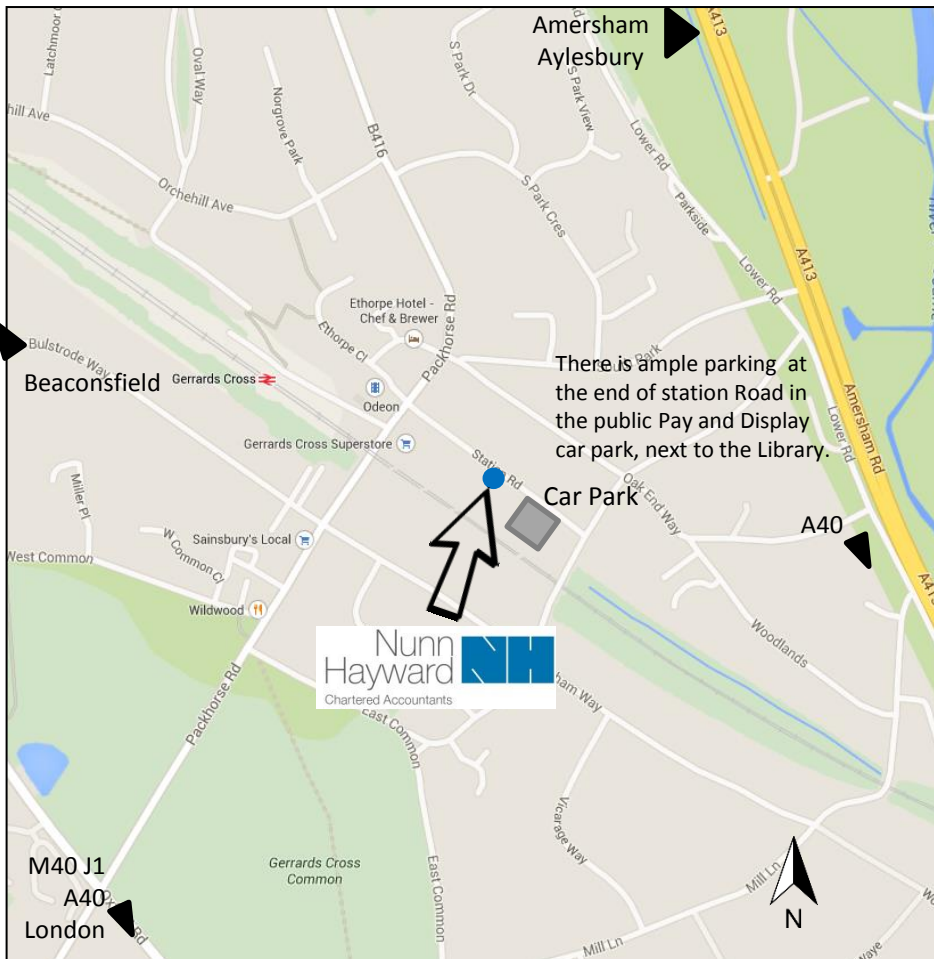 Latchmoor
Oval Way
Norgrove Park
B416
S Park Dr
S Park View
Amersham
Aylesbury
A413
hill Ave
Orchehill Ave
S Park Cres
Lower Rd
Parkside
Lower Rd
A413
Ethorpe Hotel -
Chef & Brewer
Ethorpe Cl
Packhorse Rd
Bulstrode Way
Beaconsfield
Gerrards Cross
Odeon
South Park
There is ample parking at
the end of station Road in
the public Pay and Display
car park, next to the Library.
Lower Rd
Amersham Rd
Gerrards Cross Superstore
Station Rd
Car Park
Oak End Way
A40
Miller Pl
W Common Cl
Sainsbury's Local
West Common
Wildwood
A413
Woodlands
Nunn
Hayward
NH
Chartered Accountants
ham Way
Packhorse Rd
East Common
Vicarage Way
Gerrards Cross
Common
East Common
Mill Ln
N
Mill Ln
M40 J1
A40
London